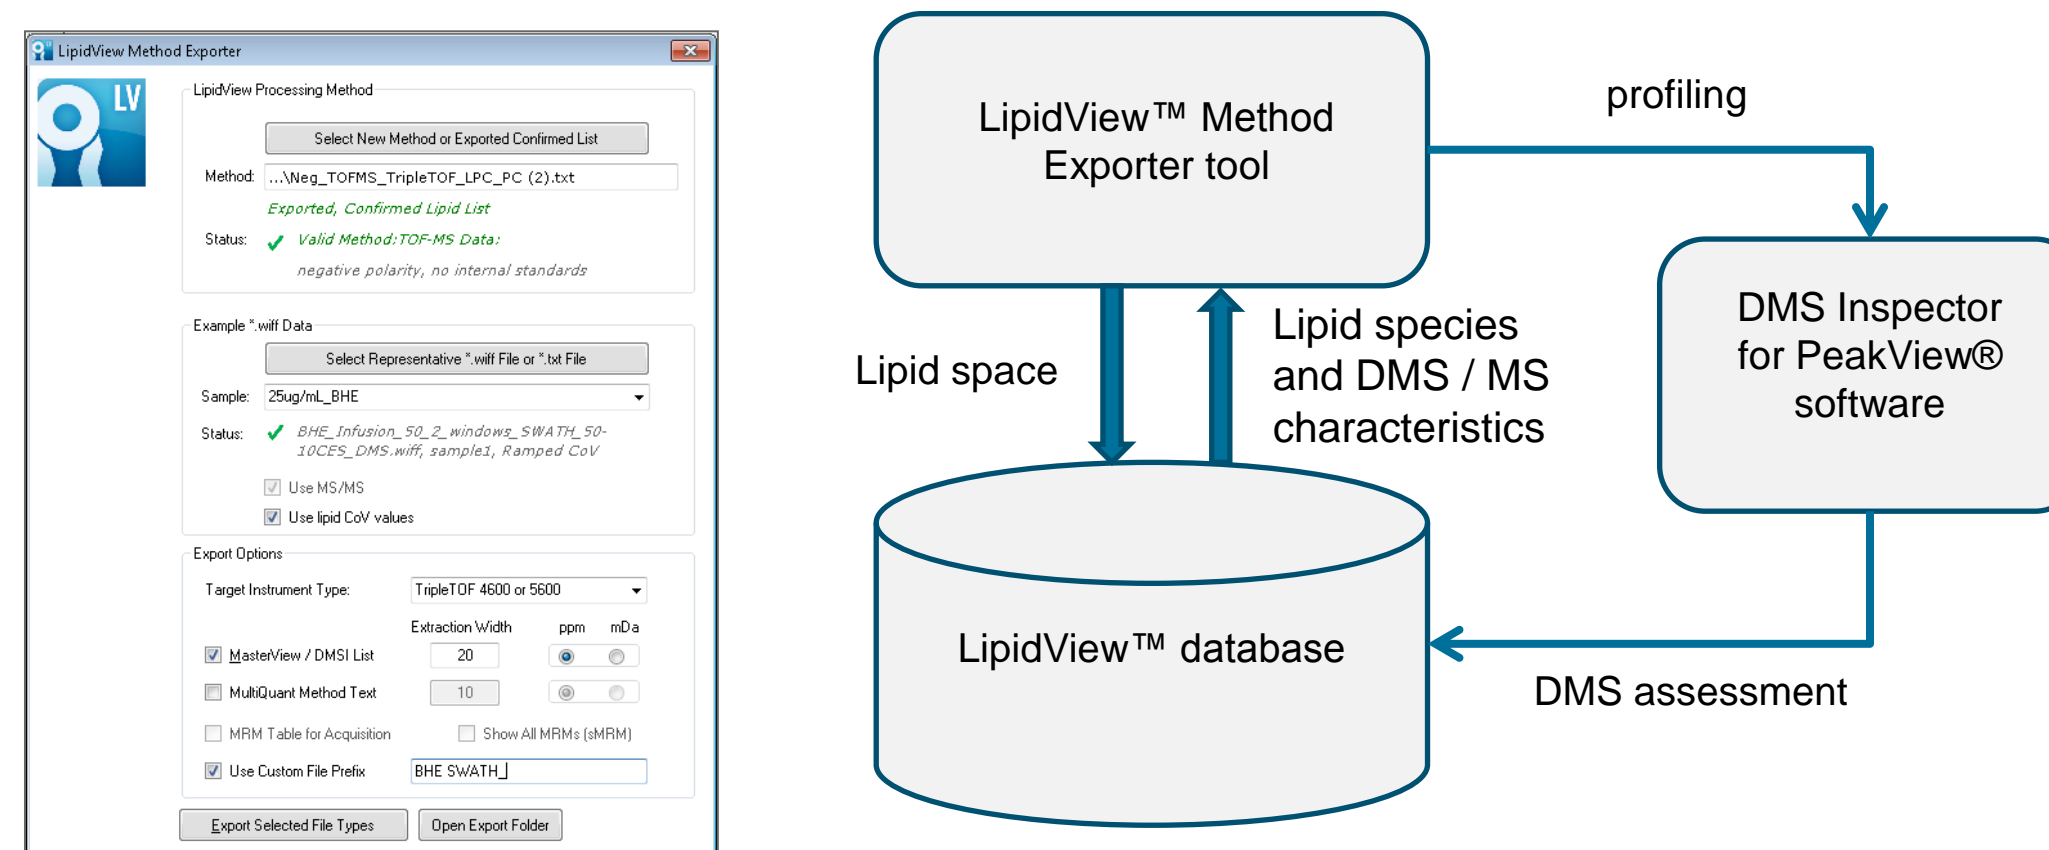 LipidView Method Exporter
LV
LipidView Processing Method
Select New Method or Exported Confirmed List
Method: ...\Neg_TOFMS_TripleTOF_LPC_PC (2).txt
Exported, Confirmed Lipid List
Status: Valid Method:TOF-MS Data:
negative polarity, no internal standards
Example *.wiff Data
Select Representative *.wiff File or *.txt File
Sample: 25ug/mL_BHE
Status: BHE_Infusion_50_2_windows_SWATH_50-
10CES_DMS.wiff, sample1, Ramped CoV
Use MS/MS
Use lipid CoV values
Export Options
Target Instrument Type: TripleTOF 4600 or 5600
Extraction Width ppm mDa
MasterView / DMSI List 20
MultiQuant Method Text 10
MRM Table for Acquisition Show All MRMs (sMRM)
Use Custom File Prefix BHE SWATH_
Export Selected File Types Open Export Folder
LipidView™ Method
Exporter tool
profiling
DMS Inspector
for PeakView®
software
Lipid space
Lipid species
and DMS / MS
characteristics
LipidView™ database
DMS assessment